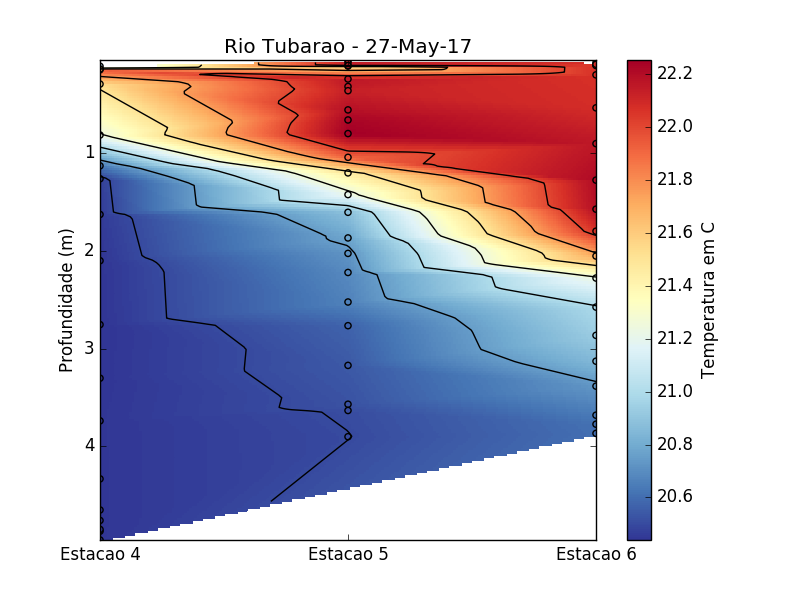 Rio Tubarao - 27-May-17
Profundidade (m)
1
2
3
4
Estacao 4
Estacao 5
Estacao 6
22.2
22.0
21.8
21.6
21.4
21.2
21.0
20.8
20.6
Temperatura em C